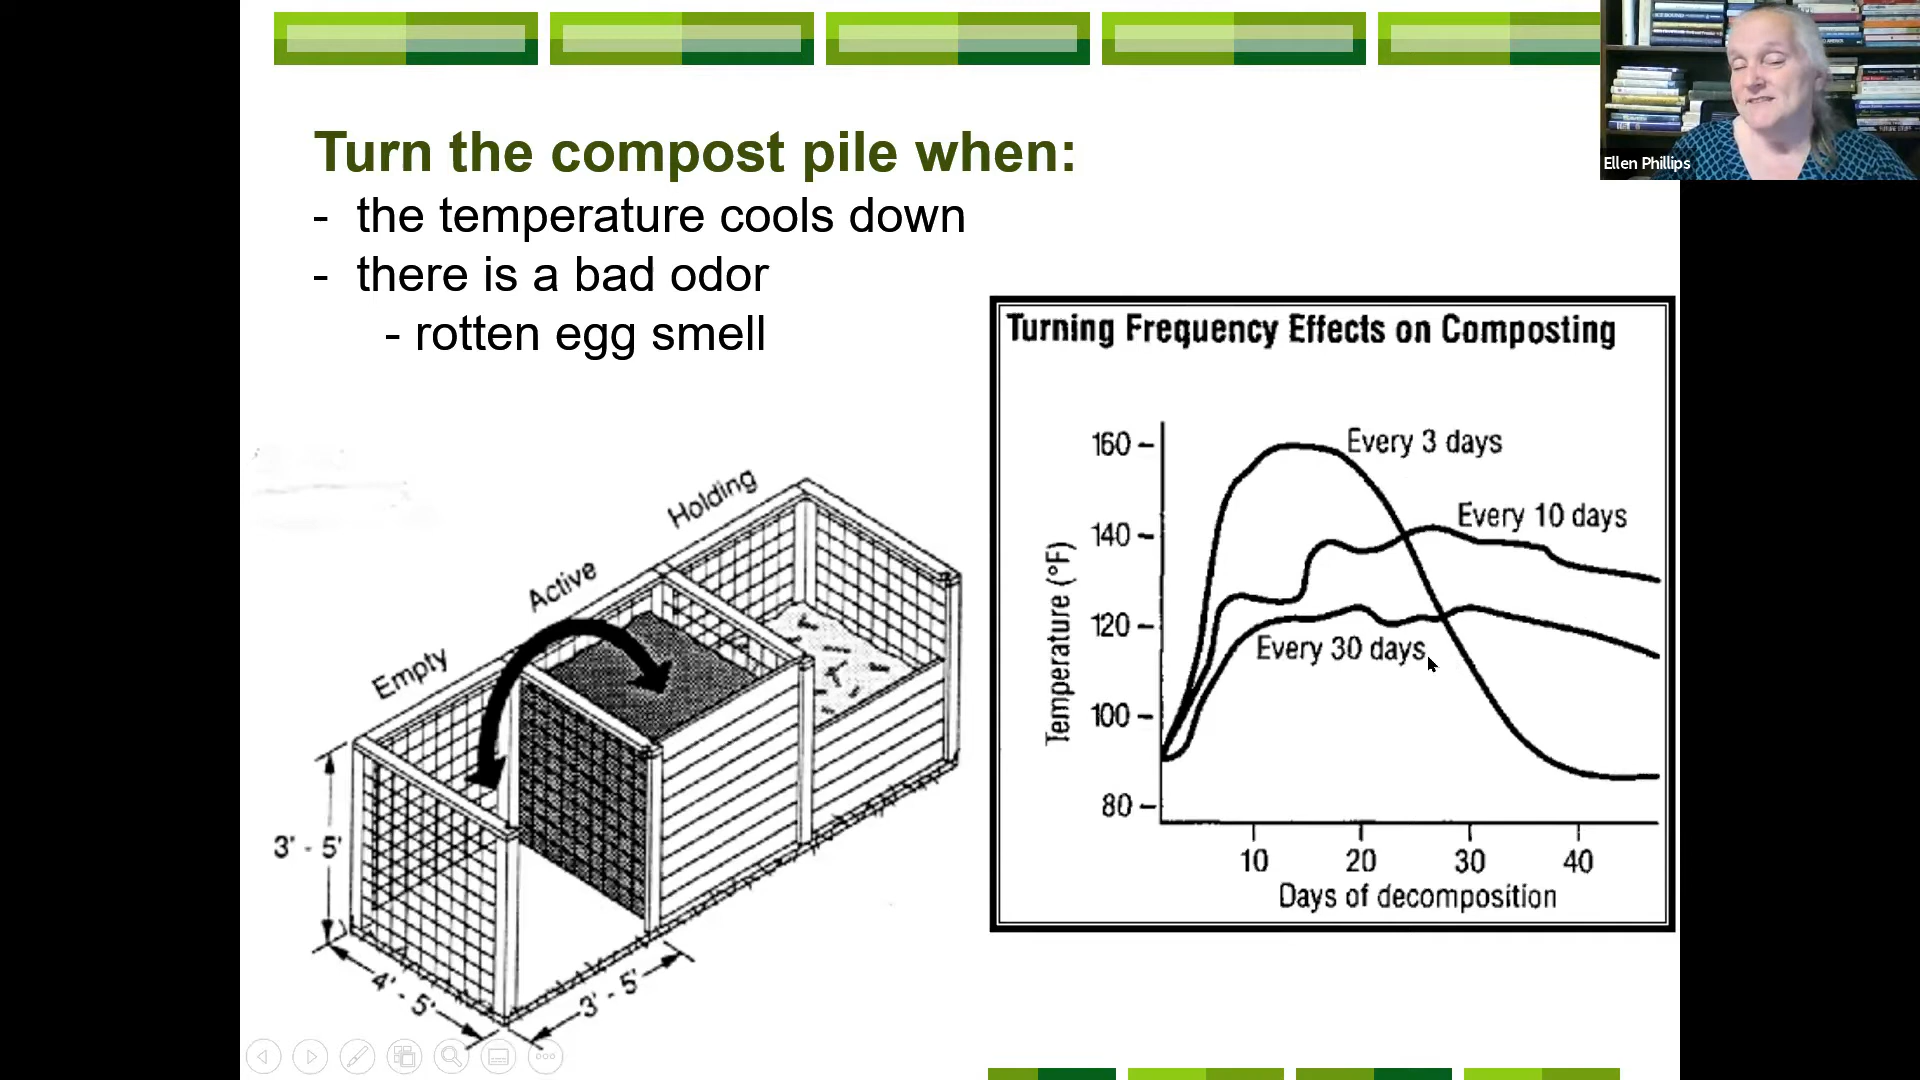 Ellen Phillips
Turn the compost pile when:
- the temperature cools down
- there is a bad odor
- rotten egg smell
Holding
Active
Empty
3' - 5'
4' - 5'
3' - 5'
Turning Frequency Effects on Composting
160
140
120
100
80
Temperature (°F)
Every 3 days
Every 10 days
Every 30 days
10 20 30 40
Days of decomposition